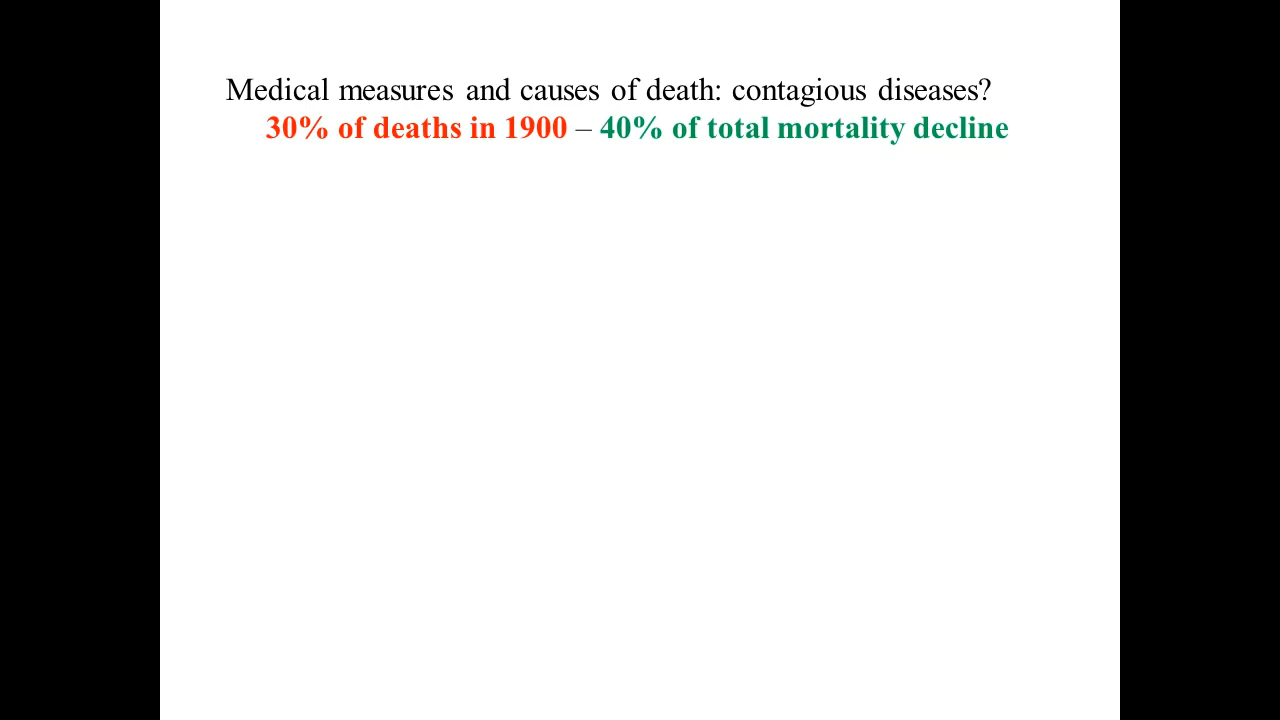 Medical measures and causes of death: contagious diseases?
30% of deaths in 1900 – 40% of total mortality decline